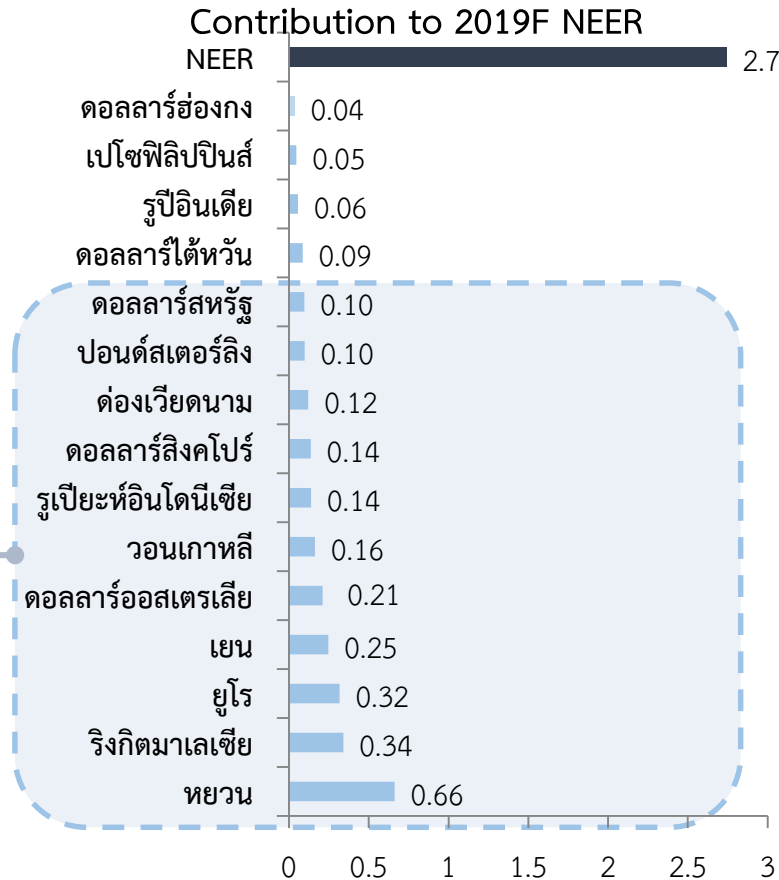 Contribution to 2019F NEER
NEER 2.7
ดอลลาร์ฮ่องกง 0.04
เปโซฟิลิปปินส์ 0.05
รูปีอินเดีย 0.06
ดอลลาร์ไต้หวัน 0.09
ดอลลาร์สหรัฐ 0.10
ปอนด์สเตอร์ลิง 0.10
ด่องเวียดนาม 0.12
ดอลลาร์สิงคโปร์ 0.14
รูเปียะห์อินโดนีเซีย 0.14
วอนเกาหลี 0.16
ดอลลาร์ออสเตรเลีย 0.21
เยน 0.25
ยูโร 0.32
ริงกิตมาเลเซีย 0.34
หยวน 0.66
0 0.5 1 1.5 2 2.5 3